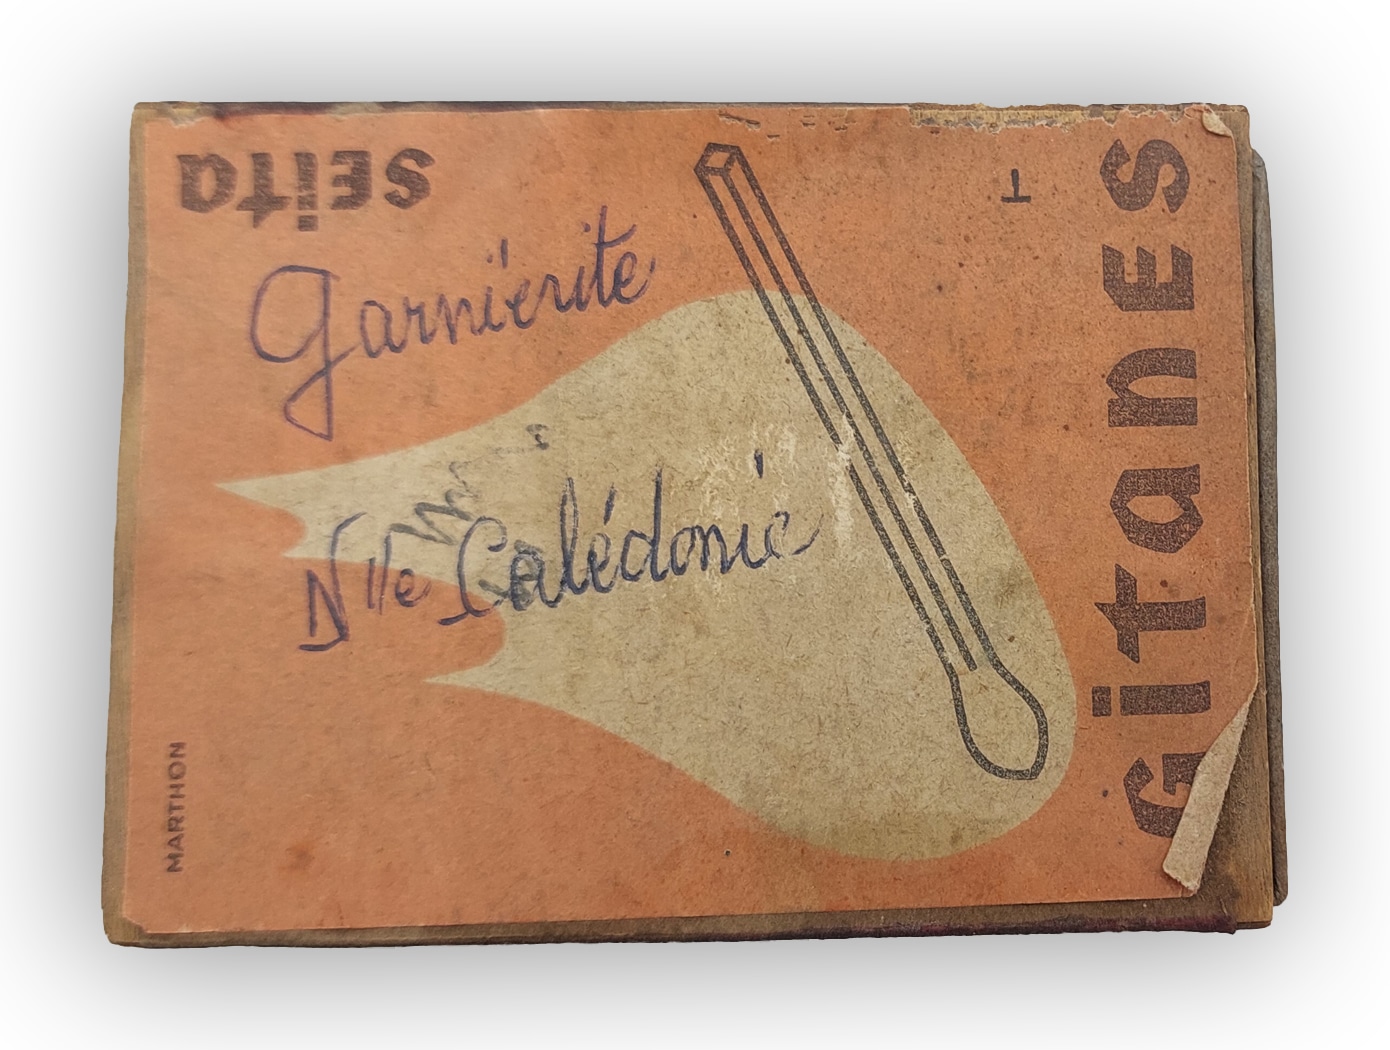 SEITA
Garniérite
Nlle Calédonie
MARTHON
T
GITANES